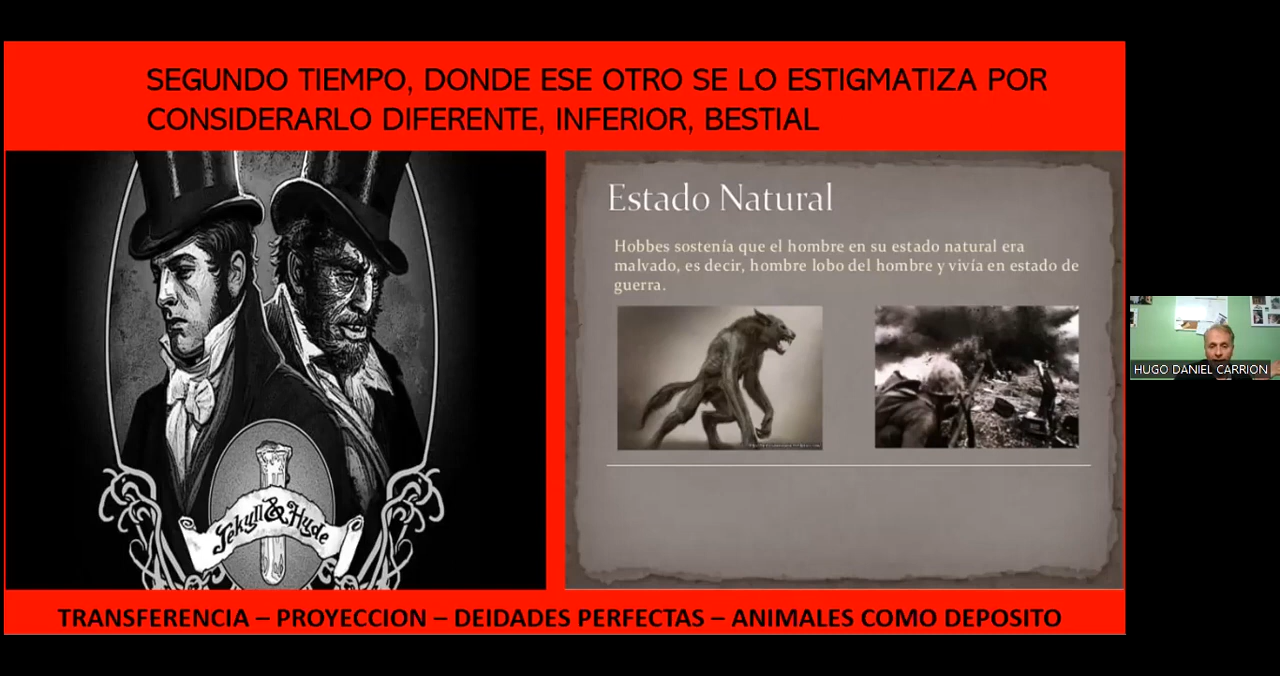 SEGUNDO TIEMPO, DONDE ESE OTRO SE LO ESTIGMATIZA POR
CONSIDERARLO DIFERENTE, INFERIOR, BESTIAL
Jekyll & Hyde
Estado Natural
Hobbes sostenía que el hombre en su estado natural era
malvado, es decir, hombre lobo del hombre y vivía en estado de
guerra.
HUGO DANIEL CARRION
TRANSFERENCIA – PROYECCION – DEIDADES PERFECTAS – ANIMALES COMO DEPOSITO